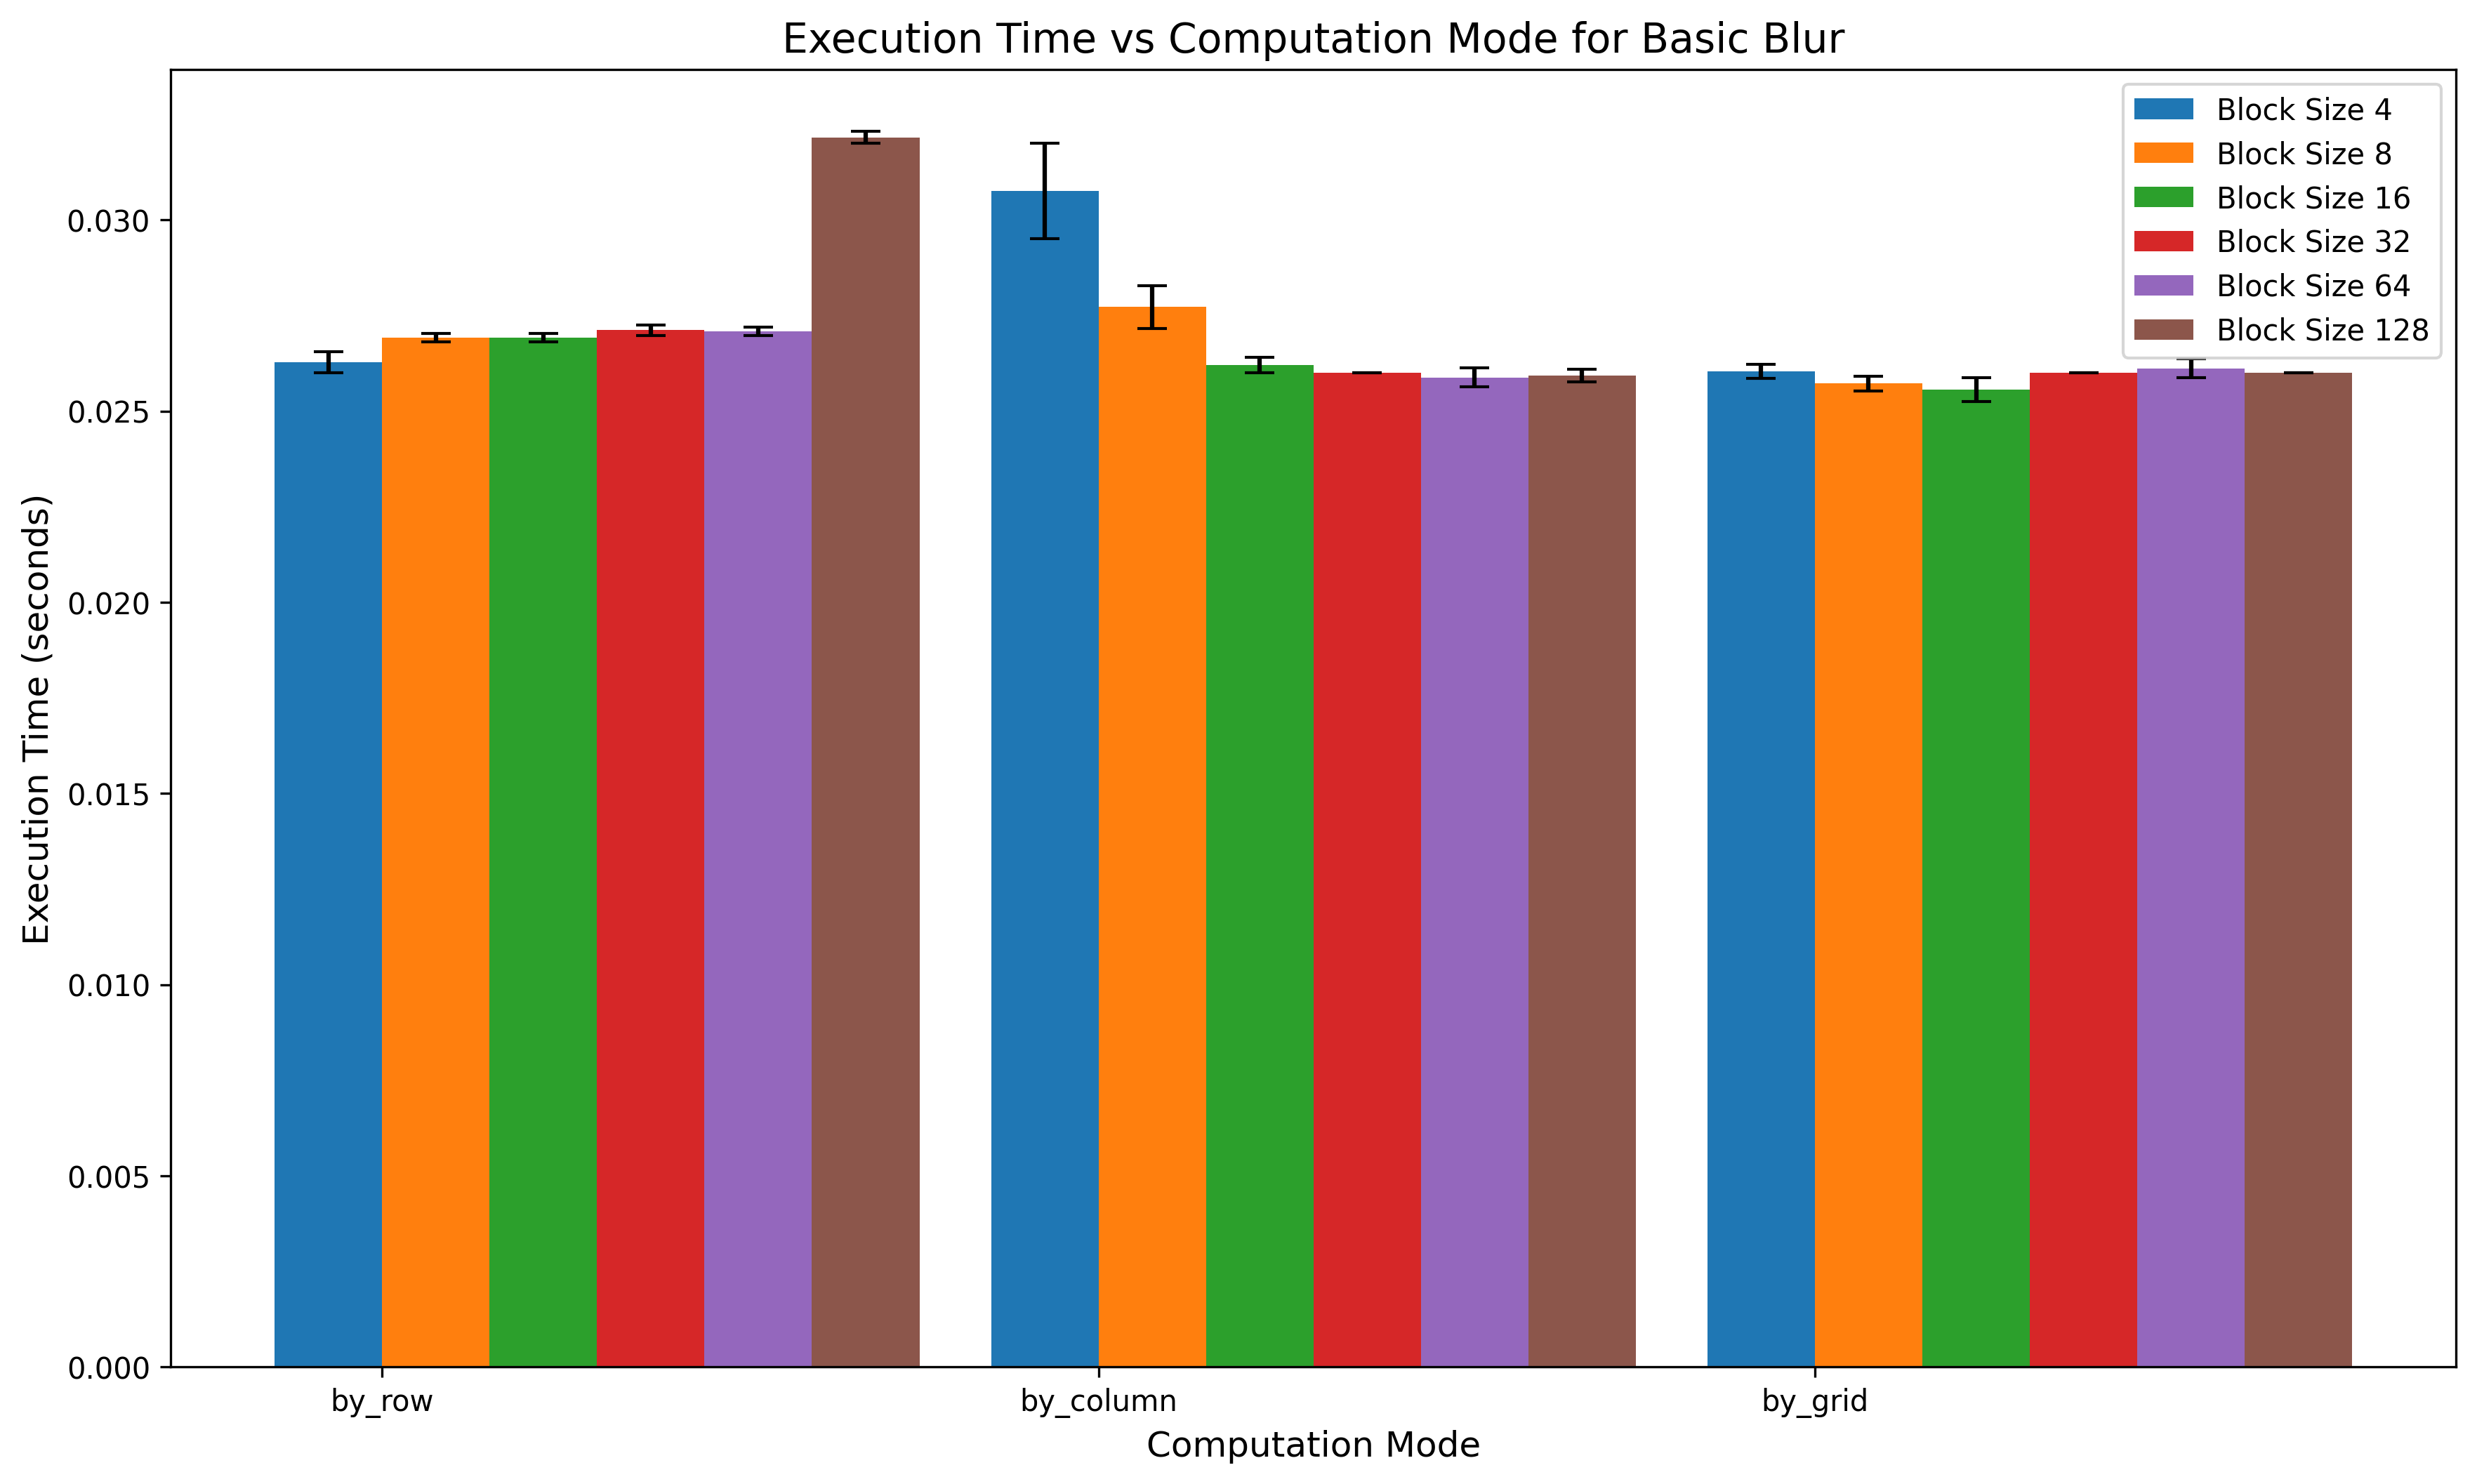 Execution Time vs Computation Mode for Basic Blur
Block Size 4
Block Size 8
Block Size 16
Block Size 32
Block Size 64
Block Size 128
Execution Time (seconds)
0.030
0.025
0.020
0.015
0.010
0.005
0.000
by_row
by_column
by_grid
Computation Mode